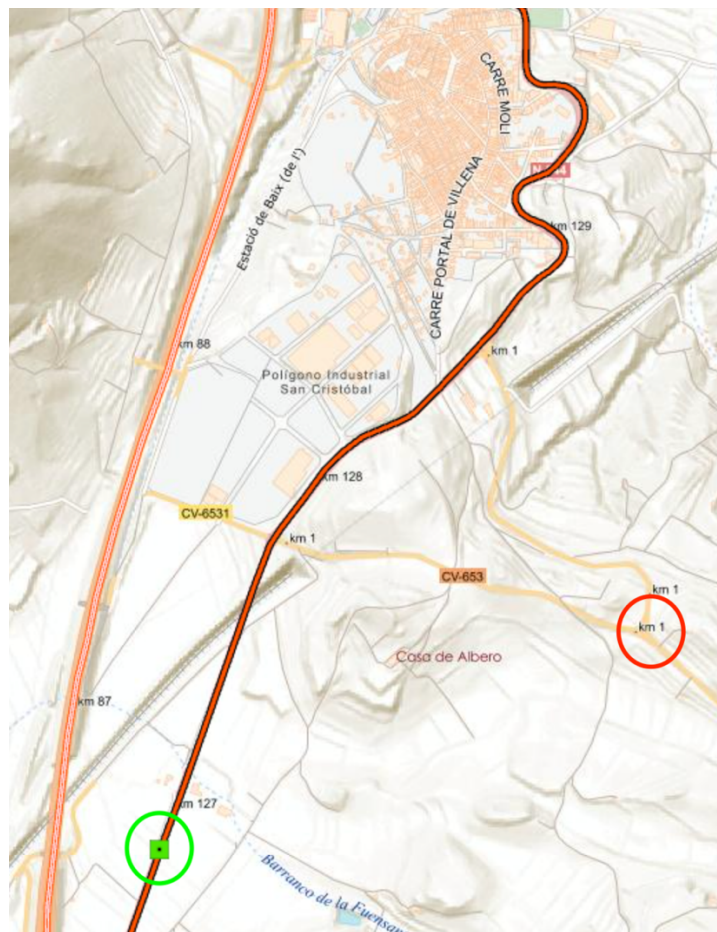 CARRE MOLI
Estació de Baix (de l')
CARRE PORTAL DE VILLENA
km 129
km 88
km 1
Polígono Industrial
San Cristóbal
km 128
CV-6531
km 1
CV-653
km 1
km 1
Casa de Albero
km 87
km 127
Barranco de la Fuensan